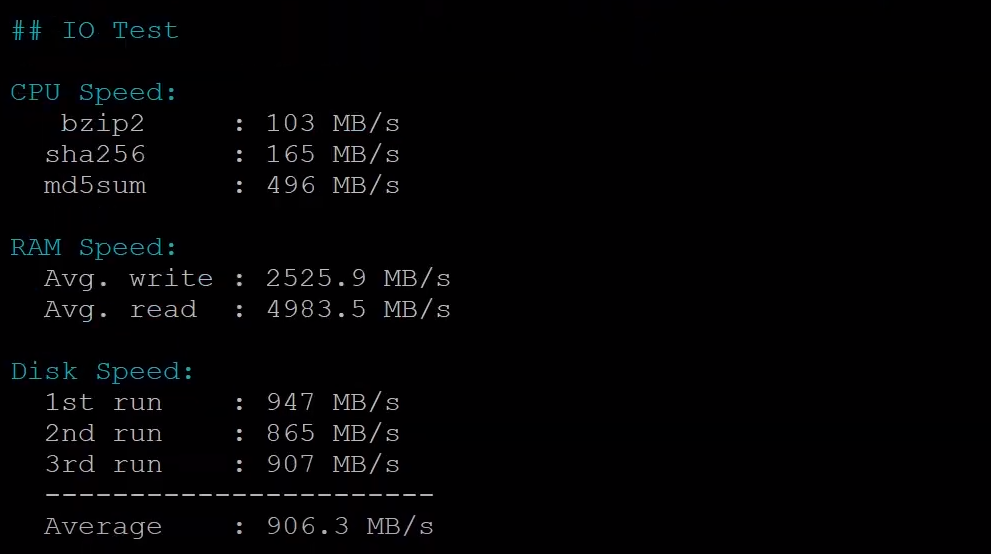 ## IO Test
CPU Speed:
bzip2 : 103 MB/s
sha256 : 165 MB/s
md5sum : 496 MB/s
RAM Speed:
Avg. write : 2525.9 MB/s
Avg. read : 4983.5 MB/s
Disk Speed:
1st run : 947 MB/s
2nd run : 865 MB/s
3rd run : 907 MB/s
-----------------------
Average : 906.3 MB/s